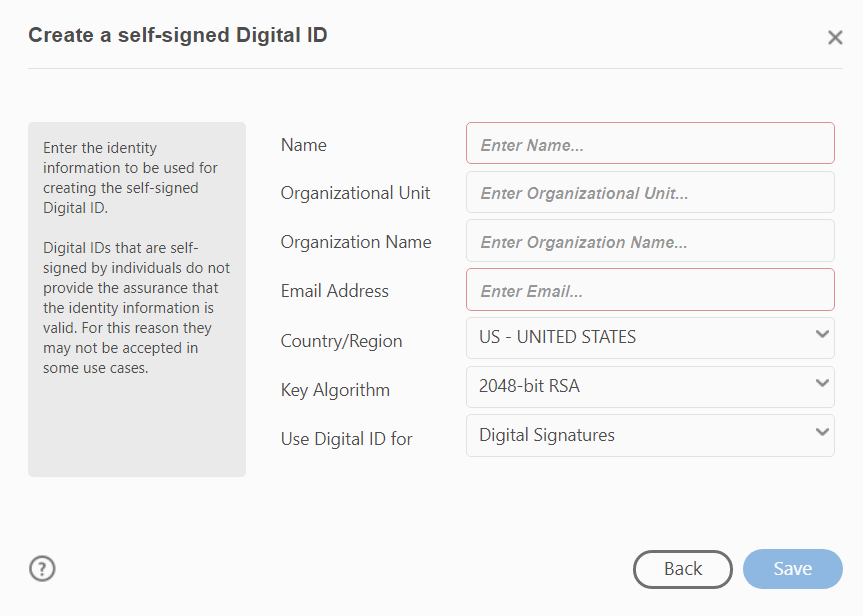 Create a self-signed Digital ID
Enter the identity
information to be used for
creating the self-signed
Digital ID.
Digital IDs that are self-
signed by individuals do not
provide the assurance that
the identity information is
valid. For this reason they
may not be accepted in
some use cases.
Name
Enter Name...
Organizational Unit
Enter Organizational Unit...
Organization Name
Enter Organization Name...
Email Address
Enter Email...
Country/Region
US - UNITED STATES
Key Algorithm
2048-bit RSA
Use Digital ID for
Digital Signatures
?
Back
Save